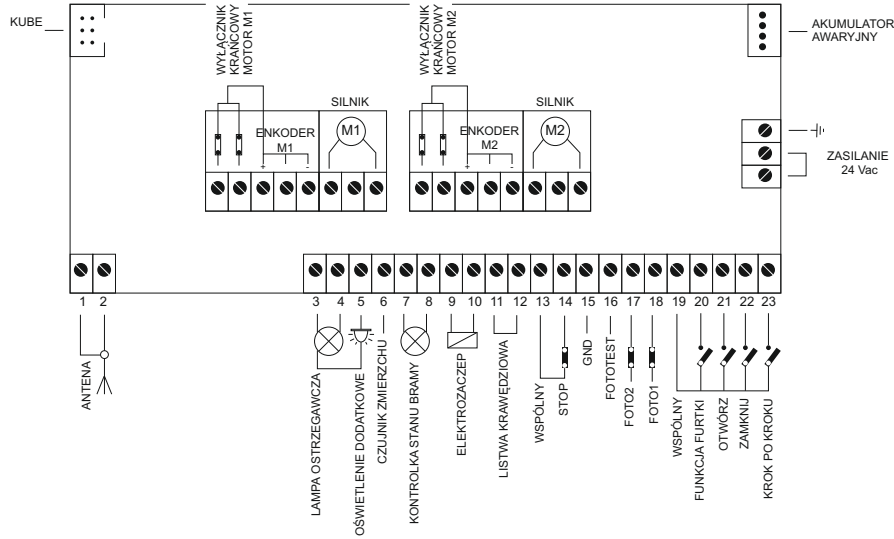 KUBE
WYŁĄCZNIK
KRAŃCOWY
MOTOR M1
WYŁĄCZNIK
KRAŃCOWY
MOTOR M2
AKUMULATOR
AWARYJNY
SILNIK
M1
ENKODER
M1
+ -
SILNIK
M2
ENKODER
M2
+ -
ZASILANIE
24 Vac
1 2 3 4 5 6 7 8 9 10 11 12 13 14 15 16 17 18 19 20 21 22 23
ANTENA
LAMPA OSTRZEGAWCZA
OŚWIETLENIE DODATKOWE
CZUJNIK ZMIERZCHU
KONTROLKA STANU BRAMY
ELEKTROZACZEP
LISTWA KRAWĘDZIOWA
WSPÓLNY
STOP
GND
FOTOTEST
FOTO2
FOTO1
WSPÓLNY
FUNKCJA FURTKI
OTWÓRZ
ZAMKNIJ
KROK PO KROKU